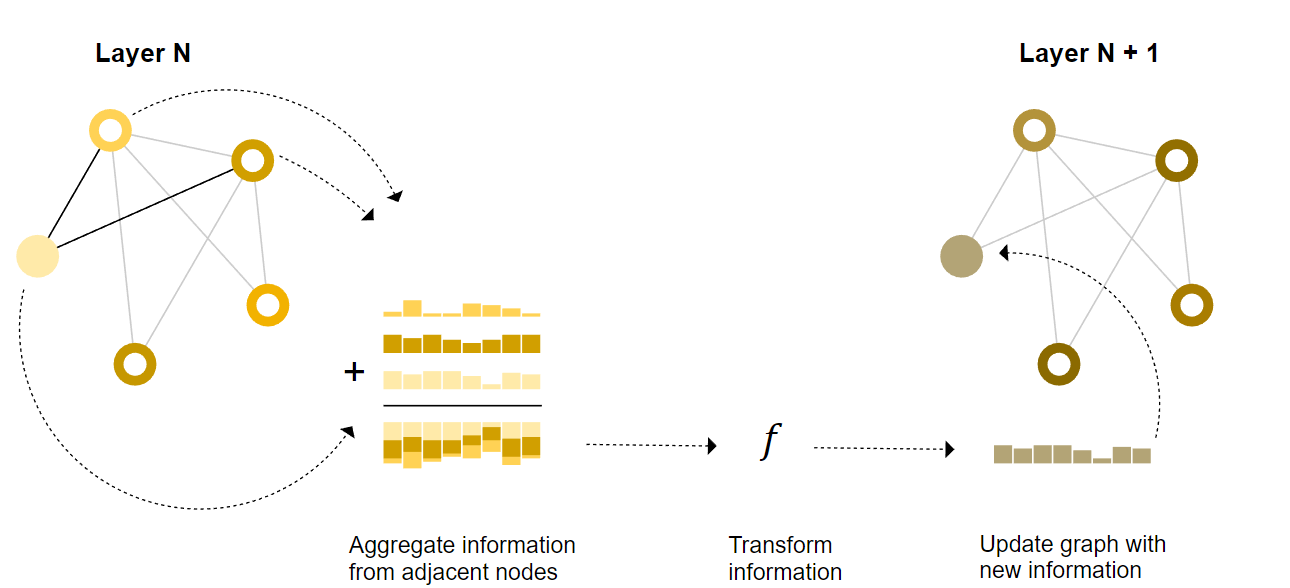 Layer N
Layer N + 1
+
f
Aggregate information
from adjacent nodes
Transform
information
Update graph with
new information